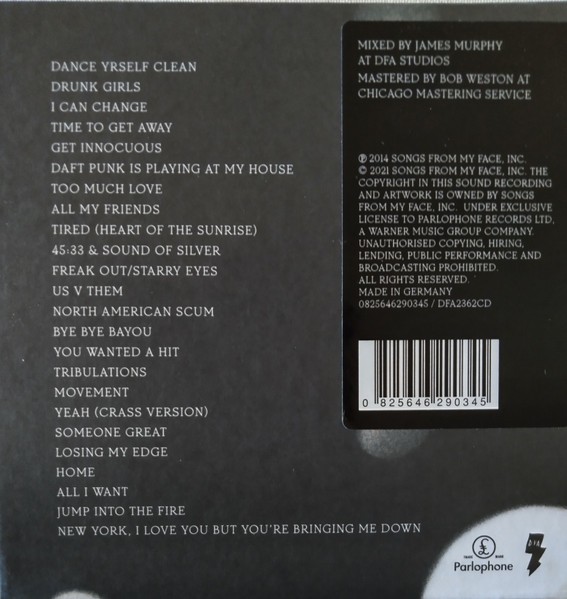 DANCE YRSELF CLEAN
DRUNK GIRLS
I CAN CHANGE
TIME TO GET AWAY
GET INNOCUOUS
DAFT PUNK IS PLAYING AT MY HOUSE
TOO MUCH LOVE
ALL MY FRIENDS
TIRED (HEART OF THE SUNRISE)
45:33 & SOUND OF SILVER
FREAK OUT/STARRY EYES
US V THEM
NORTH AMERICAN SCUM
BYE BYE BAYOU
YOU WANTED A HIT
TRIBULATIONS
MOVEMENT
YEAH (CRASS VERSION)
SOMEONE GREAT
LOSING MY EDGE
HOME
ALL I WANT
JUMP INTO THE FIRE
NEW YORK, I LOVE YOU BUT YOU'RE BRINGING ME DOWN
MIXED BY JAMES MURPHY
AT DFA STUDIOS
MASTERED BY BOB WESTON AT
CHICAGO MASTERING SERVICE
℗ 2014 SONGS FROM MY FACE, INC.
© 2021 SONGS FROM MY FACE, INC. THE
COPYRIGHT IN THIS SOUND RECORDING
AND ARTWORK IS OWNED BY SONGS
FROM MY FACE, INC. UNDER EXCLUSIVE
LICENSE TO PARLOPHONE RECORDS LTD,
A WARNER MUSIC GROUP COMPANY.
UNAUTHORISED COPYING, HIRING,
LENDING, PUBLIC PERFORMANCE AND
BROADCASTING PROHIBITED.
ALL RIGHTS RESERVED.
MADE IN GERMANY
0825646290345 / DFA2362CD
0 825646 290345
£
Parlophone